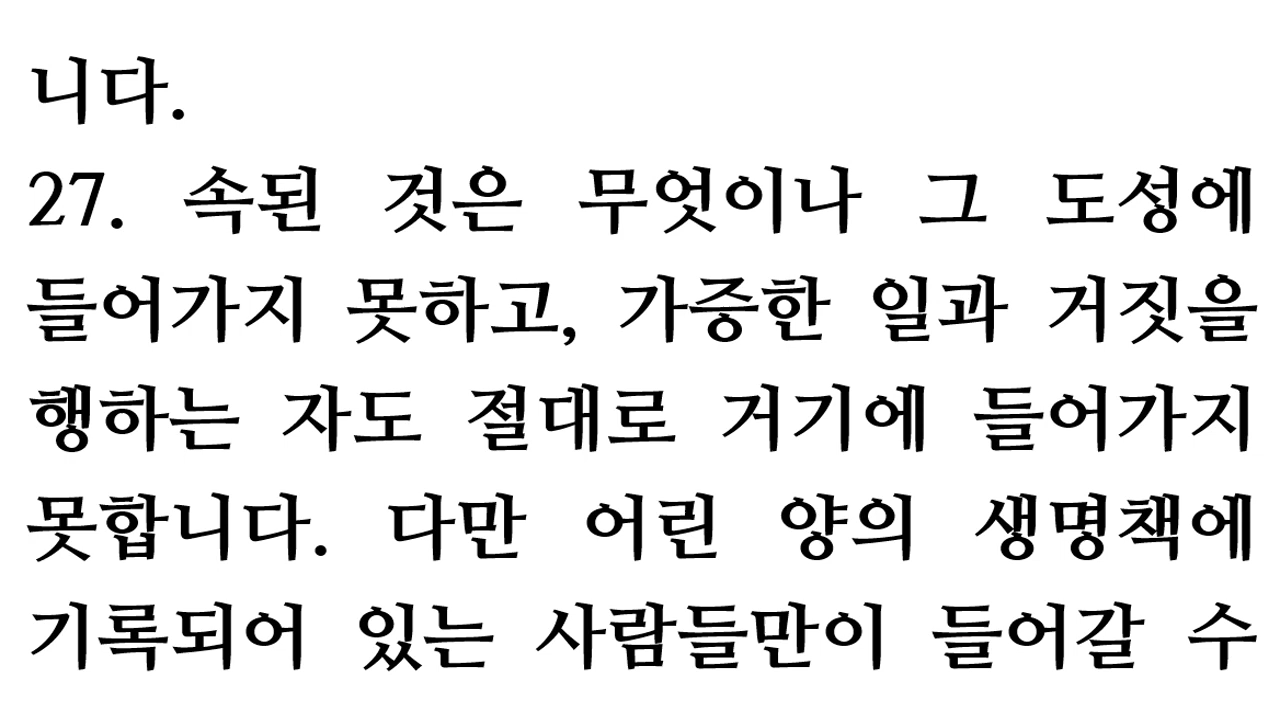 니다.
27. 속된 것은 무엇이나 그 도성에
들어가지 못하고, 가증한 일과 거짓을
행하는 자도 절대로 거기에 들어가지
못합니다. 다만 어린 양의 생명책에
기록되어 있는 사람들만이 들어갈 수